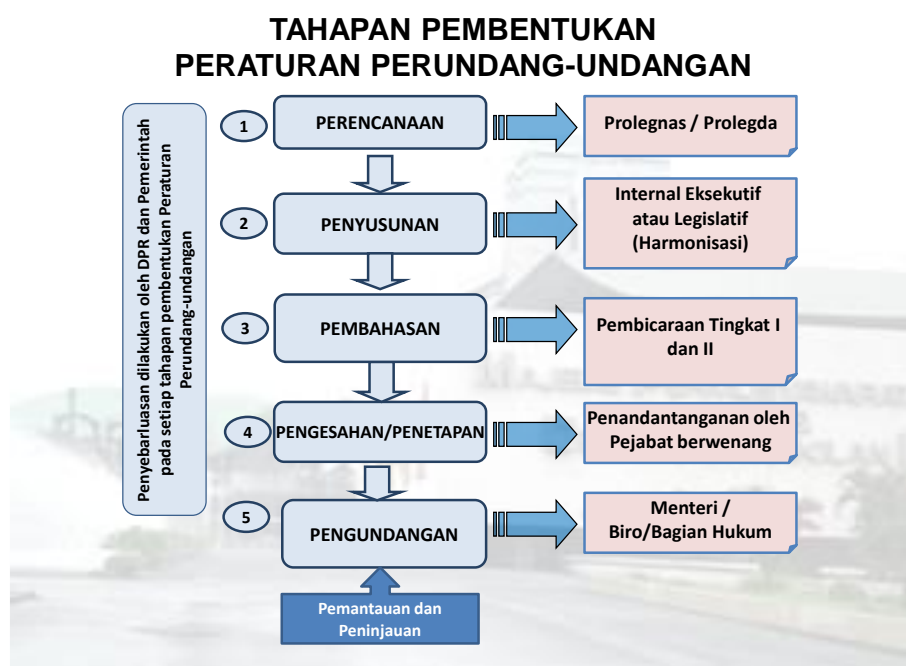 TAHAPAN PEMBENTUKAN
PERATURAN PERUNDANG-UNDANGAN
Penyebarluasan dilakukan oleh DPR dan Pemerintah
pada setiap tahapan pembentukan Peraturan
Perundang-undangan
1
PERENCANAAN
Prolegnas / Prolegda
2
PENYUSUNAN
Internal Eksekutif
atau Legislatif
(Harmonisasi)
3
PEMBAHASAN
Pembicaraan Tingkat I
dan II
4
PENGESAHAN/PENETAPAN
Penandantanganan oleh
Pejabat berwenang
5
PENGUNDANGAN
Menteri /
Biro/Bagian Hukum
Pemantauan dan
Peninjauan